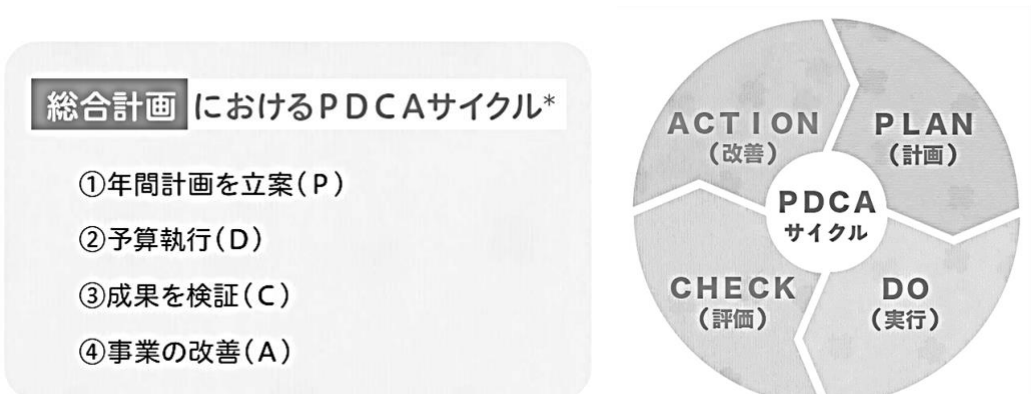 総合計画 におけるPDCAサイクル*
①年間計画を立案(P)
②予算執行(D)
③成果を検証(C)
④事業の改善(A)
ACTION
(改善)
PLAN
(計画)
PDCA
サイクル
CHECK
(評価)
DO
(実行)